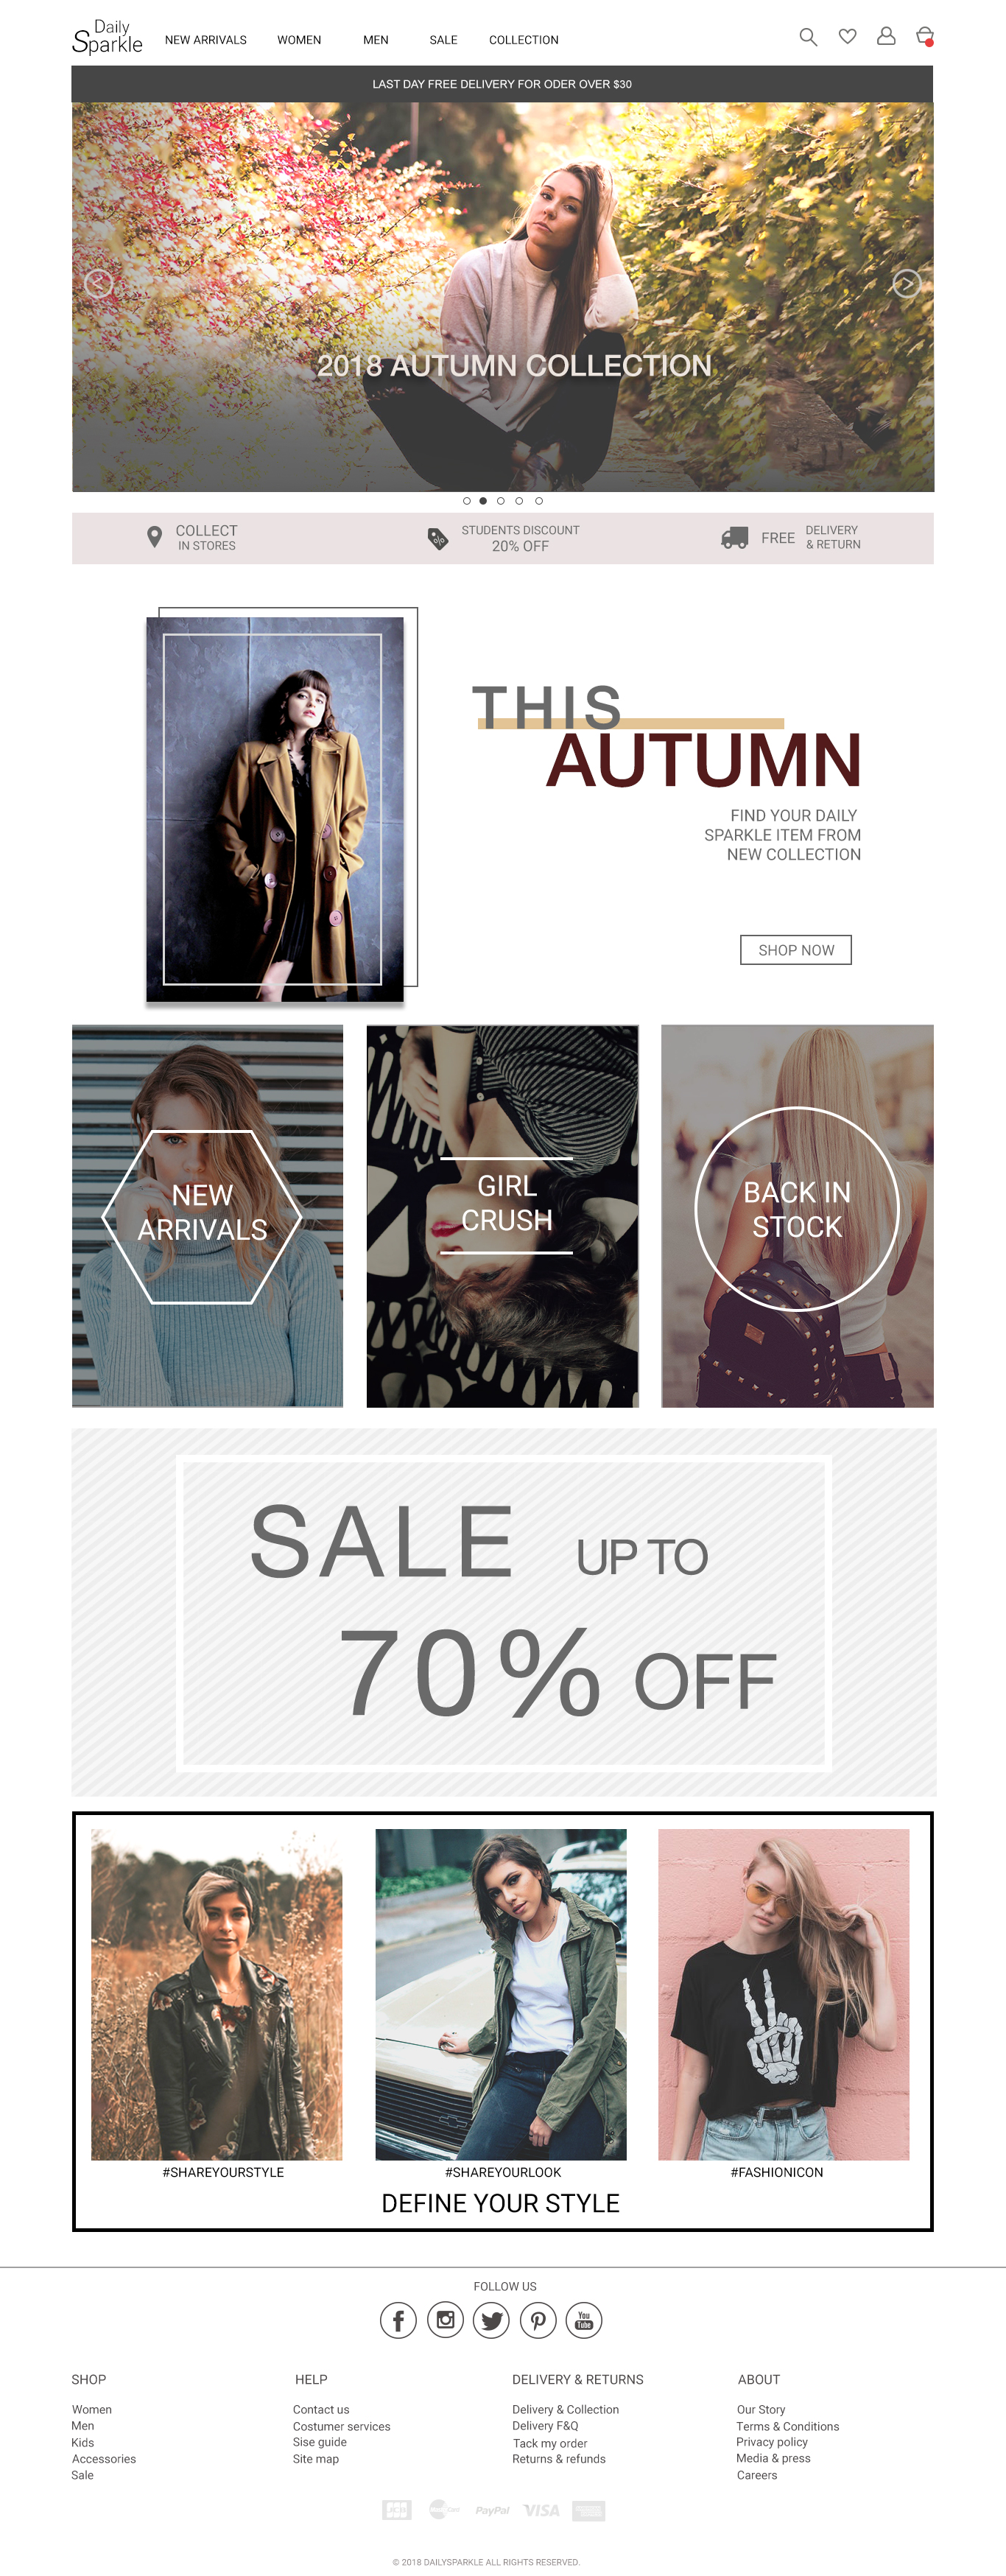 Daily
Sparkle
NEW ARRIVALS WOMEN MEN SALE COLLECTION
LAST DAY FREE DELIVERY FOR ODER OVER $30
2018 AUTUMN COLLECTION
COLLECT
IN STORES
STUDENTS DISCOUNT
20% OFF
FREE
DELIVERY
& RETURN
THIS
AUTUMN
FIND YOUR DAILY
SPARKLE ITEM FROM
NEW COLLECTION
SHOP NOW
NEW
ARRIVALS
GIRL
CRUSH
BACK IN
STOCK
SALE UP TO
70% OFF
#SHAREYOURSTYLE
#SHAREYOURLOOK
#FASHIONICON
DEFINE YOUR STYLE
FOLLOW US
You
Tube
SHOP
Women
Men
Kids
Accessories
Sale
HELP
Contact us
Costumer services
Sise guide
Site map
DELIVERY & RETURNS
Delivery & Collection
Delivery F&Q
Tack my order
Returns & refunds
ABOUT
Our Story
Terms & Conditions
Privacy policy
Media & press
Careers
JCB
PayPal
VISA
© 2018 DAILYSPARKLE ALL RIGHTS RESERVED.